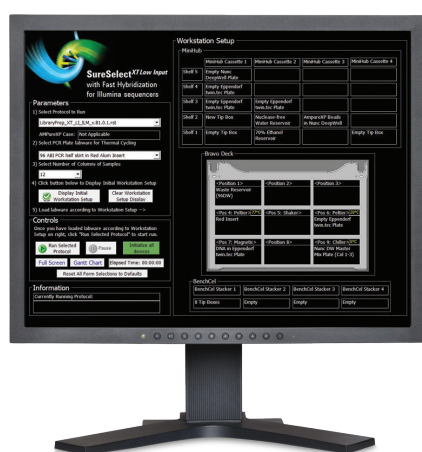 SureSelectXT Low Input
with Fast Hybridization
for Illumina sequencers
Parameters
1) Select Protocol to Run
LibraryPrep_XT_LI_ILM_v.B1.0.1.rst
AMPureXP Case: Not Applicable
2) Select PCR Plate labware for Thermal Cycling
96 ABI PCR half skirt in Red Alum Insert
3) Select Number of Columns of Samples
12
4) Click button below to Display Initial Workstation Setup
Display Initial
Workstation Setup
Clear Workstation
Setup Display
5) Load labware according to Workstation Setup -->
Controls
Once you have loaded labware according to Workstation
Setup on right, click "Run Selected Protocol" to start run.
Run Selected
Protocol
Pause
Initialize all
devices
Full Screen
Gantt Chart
Elapsed Time: 00:00:00
Reset All Form Selections to Defaults
Information
Currently Running Protocol:
Workstation Setup
MiniHub
MiniHub Cassette 1
MiniHub Cassette 2
MiniHub Cassette 3
MiniHub Cassette 4
Shelf 5
Empty Nunc
DeepWell Plate
Shelf 4
Empty Eppendorf
twin.tec Plate
Shelf 3
Empty Eppendorf
twin.tec Plate
Empty Eppendorf
twin.tec Plate
Shelf 2
New Tip Box
Nuclease-free
Water Reservoir
AmpureXP Beads
in Nunc DeepWell
Shelf 1
Empty Tip Box
70% Ethanol
Reservoir
Empty Tip Box
Bravo Deck
<Position 1>
Waste Reservoir
(96DW)
<Position 2>
<Position 3>
<Pos 4: Peltier>
Red Insert
<Pos 5: Shaker>
<Pos 6: Peltier>
Empty Eppendorf
twin.tec Plate
<Pos 7: Magnetic>
DNA in Eppendorf
twin.tec Plate
<Position 8>
<Pos 9: Chiller>
Nunc DW Master
Mix Plate (Col 1-3)
BenchCel
BenchCel Stacker 1
BenchCel Stacker 2
BenchCel Stacker 3
BenchCel Stacker 4
8 Tip Boxes
Empty
Empty
Empty